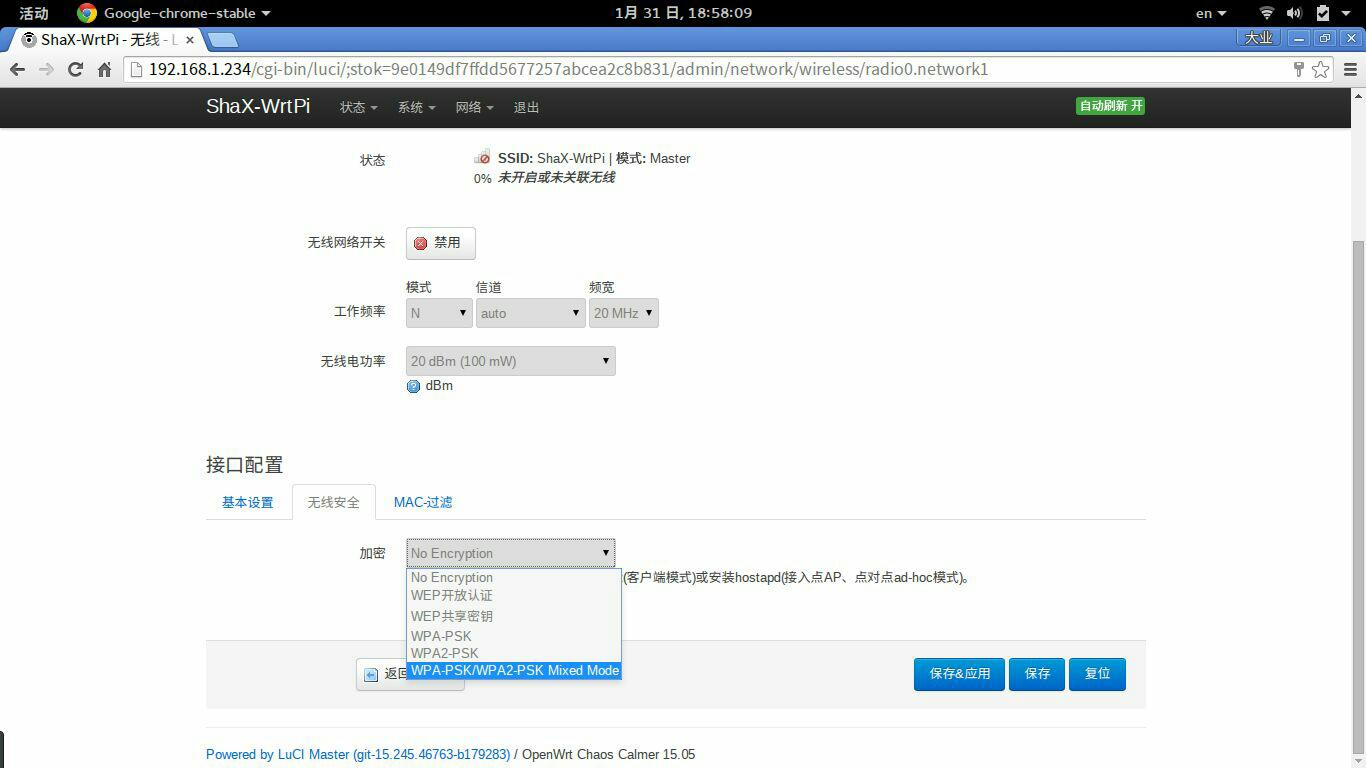 活动 Google-chrome-stable 1月 31 日, 18:58:09 en
ShaX-WrtPi - 无线 - L 大业
192.168.1.234/cgi-bin/luci/;stok=9e0149df7ffdd5677257abcea2c8b831/admin/network/wireless/radio0.network1
ShaX-WrtPi 状态 系统 网络 退出 自动刷新 开
状态 SSID: ShaX-WrtPi | 模式: Master
0% 未开启或未关联无线
无线网络开关 禁用
模式 信道 频宽
工作频率 N auto 20 MHz
无线电功率 20 dBm (100 mW)
dBm
接口配置
基本设置 无线安全 MAC-过滤
加密 No Encryption
No Encryption (客户端模式)或安装hostapd(接入点AP、点对点ad-hoc模式)。
WEP开放认证
WEP共享密钥
WPA-PSK
WPA2-PSK
WPA-PSK/WPA2-PSK Mixed Mode
返回 保存&应用 保存 复位
Powered by LuCI Master (git-15.245.46763-b179283) / OpenWrt Chaos Calmer 15.05